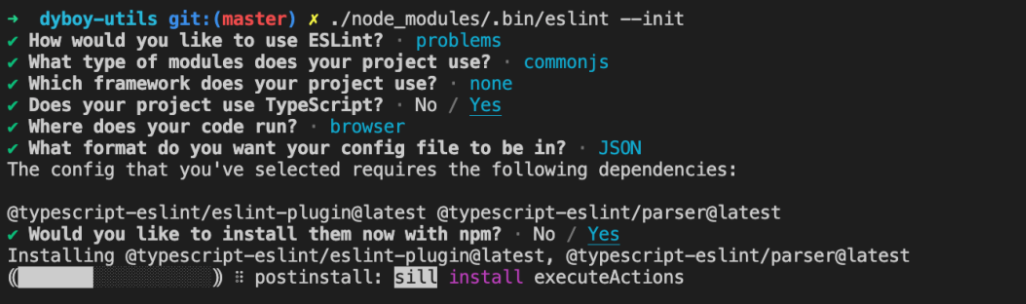 ➜ dyboy-utils git:(master) ✗ ./node_modules/.bin/eslint --init
✔ How would you like to use ESLint? · problems
✔ What type of modules does your project use? · commonjs
✔ Which framework does your project use? · none
✔ Does your project use TypeScript? · No / Yes
✔ Where does your code run? · browser
✔ What format do you want your config file to be in? · JSON
The config that you've selected requires the following dependencies:
@typescript-eslint/eslint-plugin@latest @typescript-eslint/parser@latest
✔ Would you like to install them now with npm? · No / Yes
Installing @typescript-eslint/eslint-plugin@latest, @typescript-eslint/parser@latest
⸨░░░░░░⸩ ⠿ postinstall: sill install executeActions